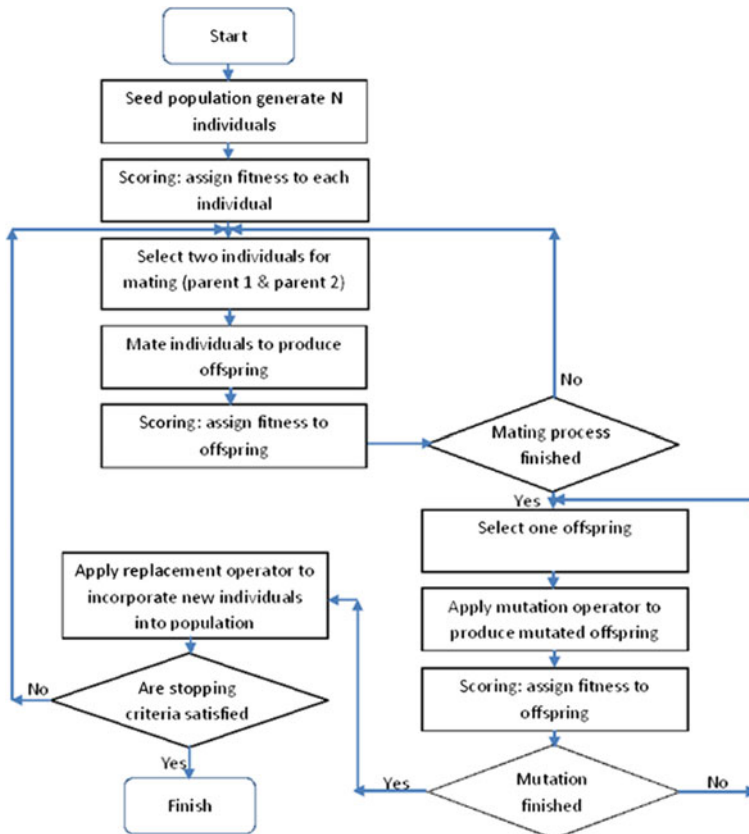 Start
Seed population generate N
individuals
Scoring: assign fitness to each
individual
Select two individuals for
mating (parent 1 & parent 2)
Mate individuals to produce
offspring
Scoring: assign fitness to
offspring
No
Mating process
finished
Yes
Select one offspring
Apply mutation operator to
produce mutated offspring
Scoring: assign fitness to
offspring
Mutation
finished
No
Yes
Apply replacement operator to
incorporate new individuals
into population
Are stopping
criteria satisfied
No
Yes
Finish